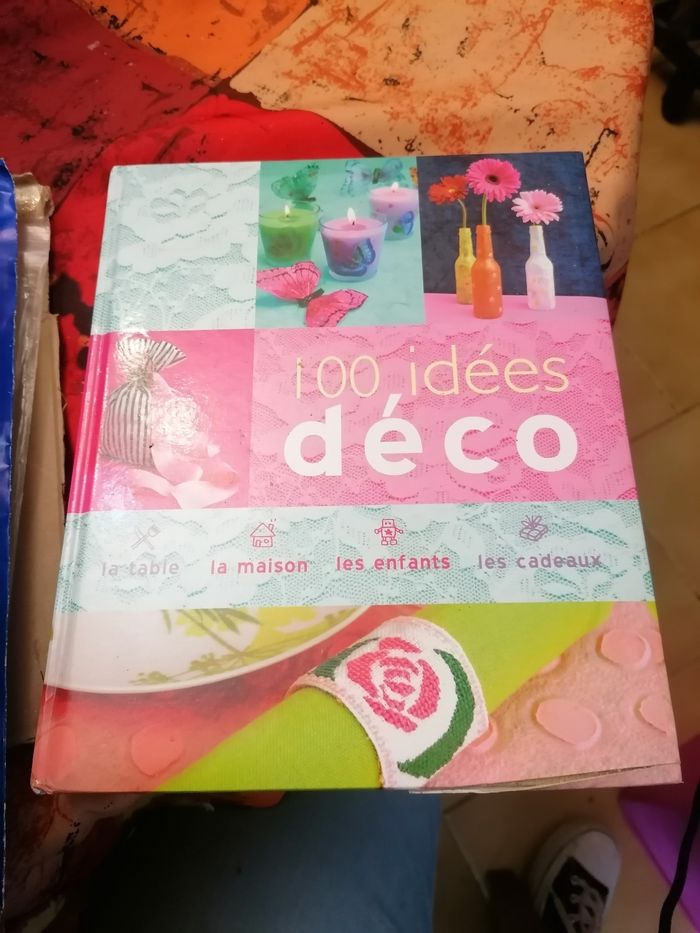 100 idées
déco
la table la maison les enfants les cadeaux